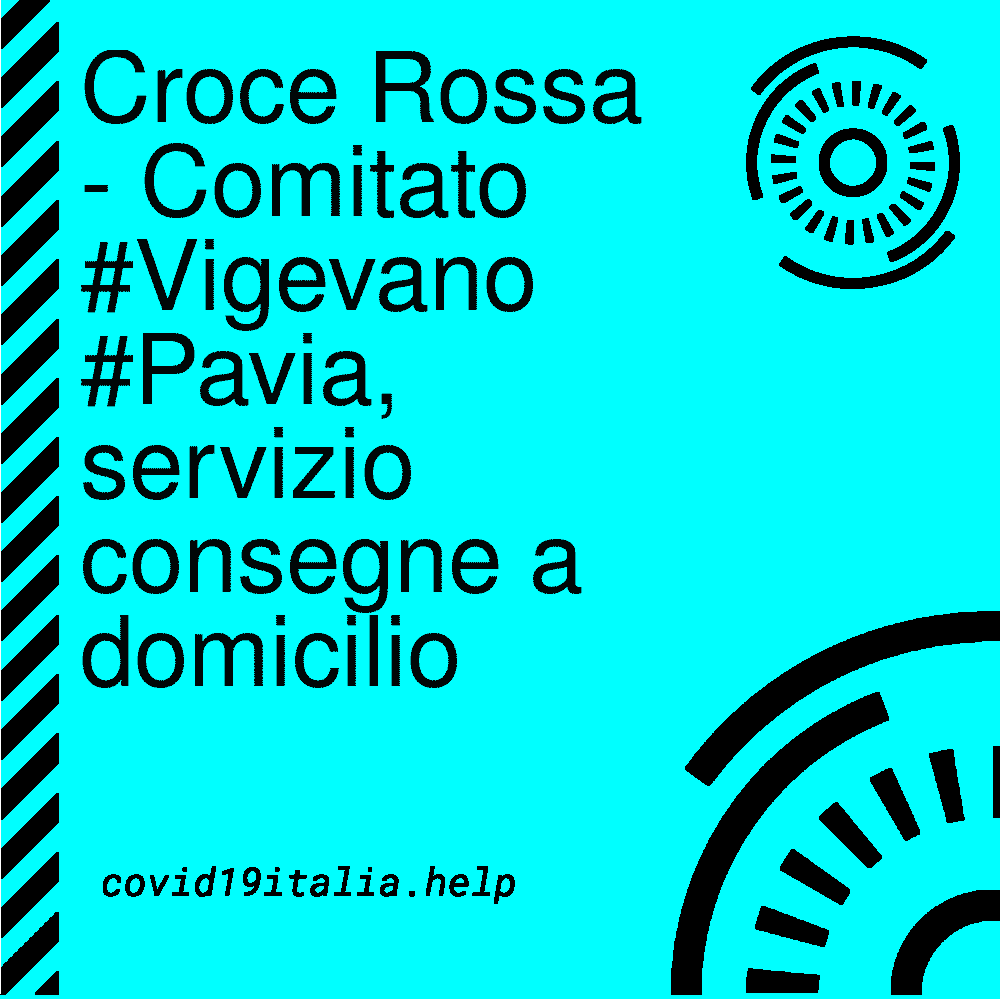 Croce Rossa
- Comitato
#Vigevano
#Pavia,
servizio
consegne a
domicilio
covid19italia.help